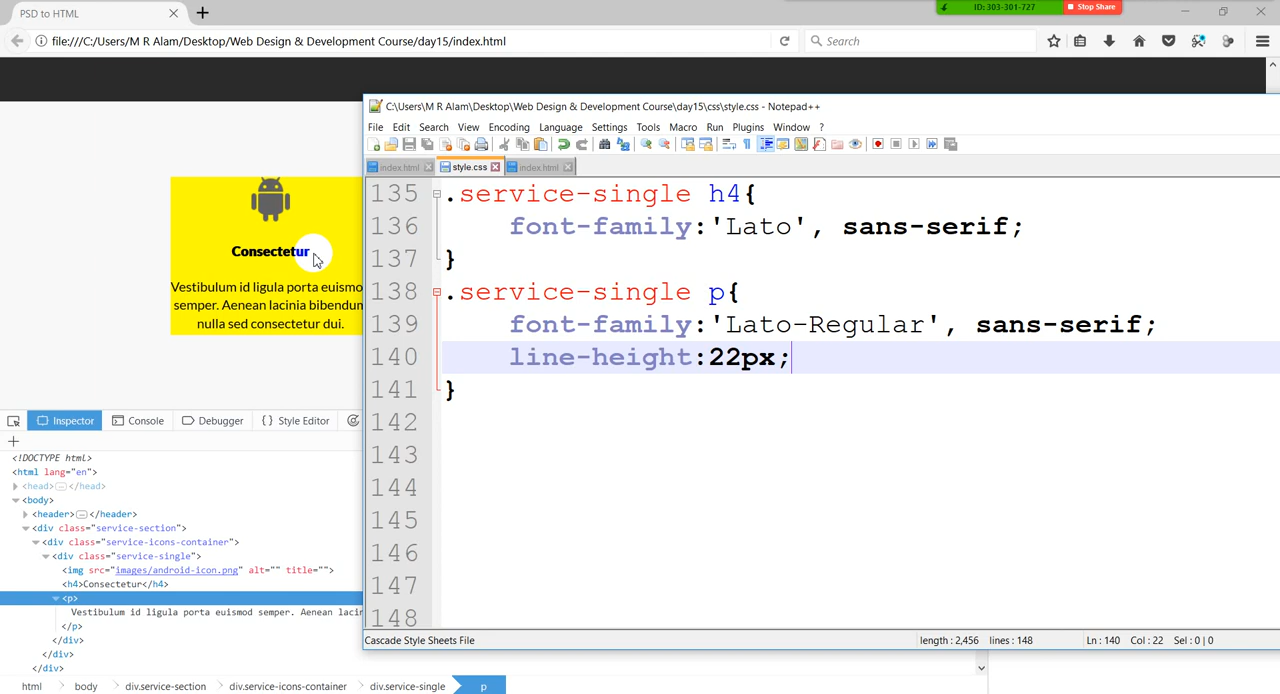 PSD to HTML
ID: 303-301-727
Stop Share
file:///C:/Users/M R Alam/Desktop/Web Design & Development Course/day15/index.html
Search
C:\Users\M R Alam\Desktop\Web Design & Development Course\day15\css\style.css - Notepad++
File Edit Search View Encoding Language Settings Tools Macro Run Plugins Window ?
index.html style.css index.html
135 .service-single h4{
136 font-family:'Lato', sans-serif;
137 }
138 .service-single p{
139 font-family:'Lato-Regular', sans-serif;
140 line-height:22px;
141 }
142
143
144
145
146
147
148
Cascade Style Sheets File length : 2,456 lines : 148 Ln : 140 Col : 22 Sel : 0 | 0
Consectetur
Vestibulum id ligula porta euismo
semper. Aenean lacinia bibendum
nulla sed consectetur dui.
Inspector Console Debugger { } Style Editor
<!DOCTYPE html>
<html lang="en">
<head></head>
<body>
<header></header>
<div class="service-section">
<div class="service-icons-container">
<div class="service-single">
<img src="images/android-icon.png" alt="" title="">
<h4>Consectetur</h4>
<p>
Vestibulum id ligula porta euismod semper. Aenean lacin
</p>
</div>
</div>
</div>
html body div.service-section div.service-icons-container div.service-single p